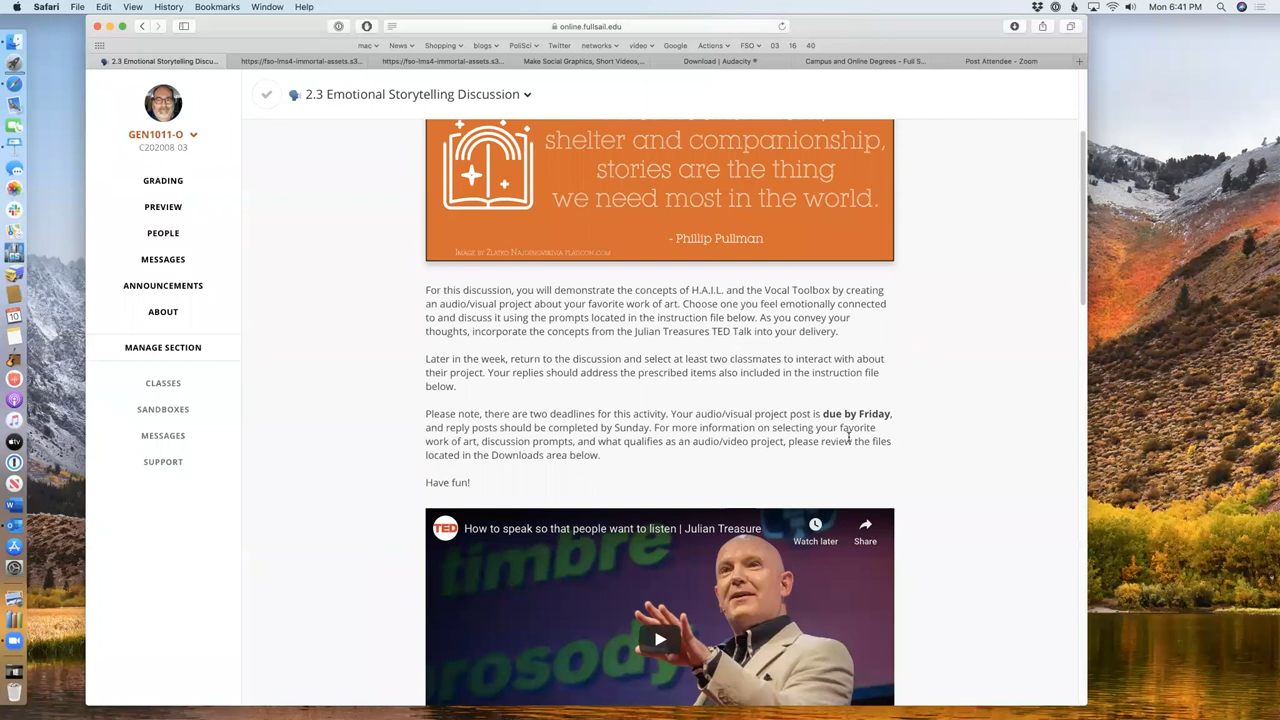 Safari File Edit View History Bookmarks Window Help Mon 6:41 PM
online.fullsail.edu
mac News Shopping blogs PoliSci Twitter networks video Google Actions FSO 03 16 40
2.3 Emotional Storytelling Discu... https://fso-lms4-immortal-assets.s3... https://fso-lms4-immortal-assets.s3... Make Social Graphics, Short Videos,... Download | Audacity ® Campus and Online Degrees - Full S... Post Attendee - Zoom
2.3 Emotional Storytelling Discussion
GEN1011-O
C202008 03
GRADING
PREVIEW
PEOPLE
MESSAGES
ANNOUNCEMENTS
ABOUT
MANAGE SECTION
CLASSES
SANDBOXES
MESSAGES
SUPPORT
shelter and companionship,
stories are the thing
we need most in the world.
- Phillip Pullman
For this discussion, you will demonstrate the concepts of H.A.I.L. and the Vocal Toolbox by creating
an audio/visual project about your favorite work of art. Choose one you feel emotionally connected
to and discuss it using the prompts located in the instruction file below. As you convey your
thoughts, incorporate the concepts from the Julian Treasures TED Talk into your delivery.
Later in the week, return to the discussion and select at least two classmates to interact with about
their project. Your replies should address the prescribed items also included in the instruction file
below.
Please note, there are two deadlines for this activity. Your audio/visual project post is due by Friday,
and reply posts should be completed by Sunday. For more information on selecting your favorite
work of art, discussion prompts, and what qualifies as an audio/video project, please review the files
located in the Downloads area below.
Have fun!
TED How to speak so that people want to listen | Julian Treasure
Watch later Share
timbre
prosody